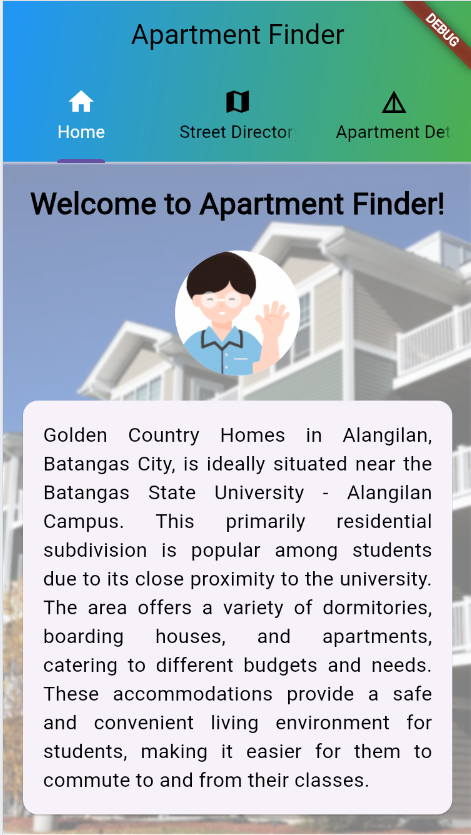 Apartment Finder
DEBUG
Home
Street Director
Apartment Det
Welcome to Apartment Finder!
Golden Country Homes in Alangilan,
Batangas City, is ideally situated near the
Batangas State University - Alangilan
Campus. This primarily residential
subdivision is popular among students
due to its close proximity to the university.
The area offers a variety of dormitories,
boarding houses, and apartments,
catering to different budgets and needs.
These accommodations provide a safe
and convenient living environment for
students, making it easier for them to
commute to and from their classes.